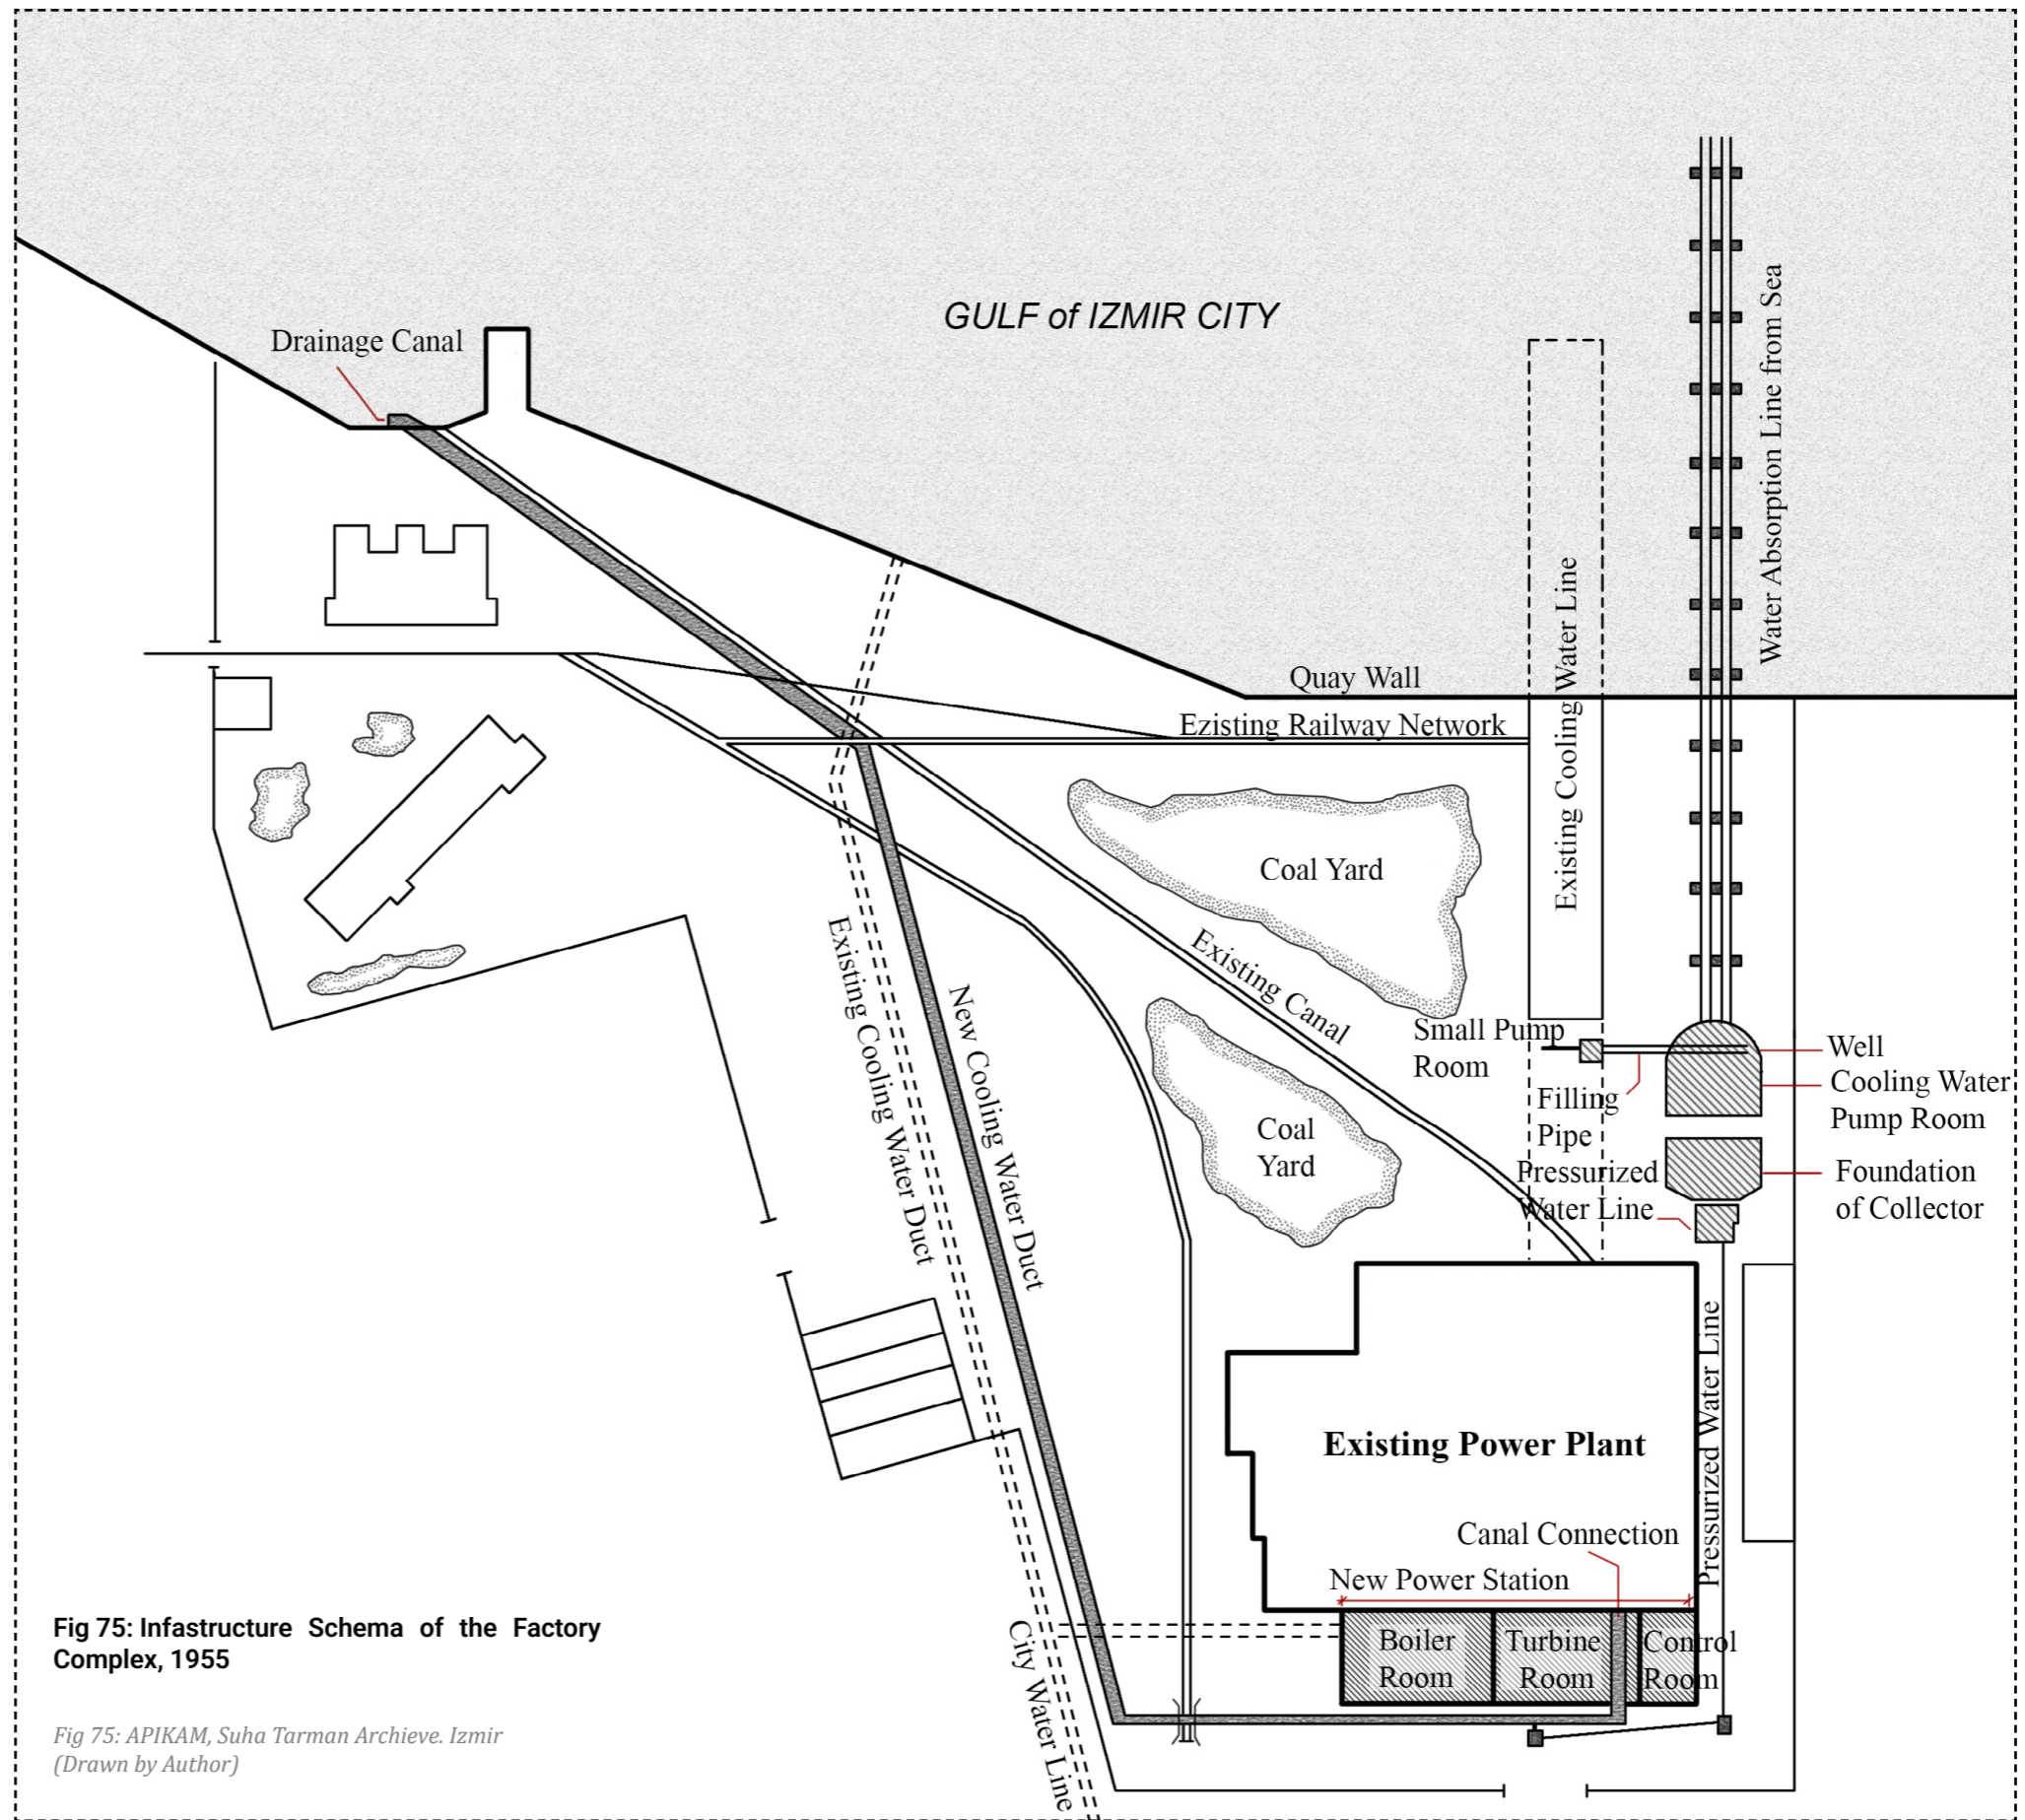 GULF of IZMIR CITY
Drainage Canal
Water Absorption Line from Sea
Existing Cooling Water Line
Quay Wall
Ezisting Railway Network
Coal Yard
Existing Canal
Existing Cooling Water Duct
New Cooling Water Duct
Small Pump
Room
Well
Cooling Water
Pump Room
Filling
Pipe
Coal
Yard
Pressurized
Water Line
Foundation
of Collector
Pressurized Water Line
Existing Power Plant
Canal Connection
New Power Station
Boiler
Room
Turbine
Room
Control
Room
City Water Line
Fig 75: Infastructure Schema of the Factory
Complex, 1955
Fig 75: APIKAM, Suha Tarman Archieve. Izmir
(Drawn by Author)